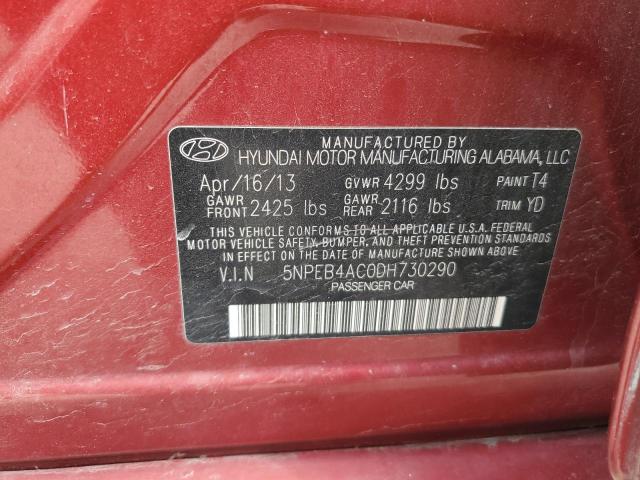 MANUFACTURED BY
HYUNDAI MOTOR MANUFACTURING ALABAMA, LLC
Apr/16/13 GVWR 4299 lbs PAINT T4
GAWR FRONT 2425 lbs GAWR REAR 2116 lbs TRIM YD
THIS VEHICLE CONFORMS TO ALL APPLICABLE U.S.A. FEDERAL
MOTOR VEHICLE SAFETY, BUMPER, AND THEFT PREVENTION STANDARDS
IN EFFECT ON THE DATE OF MANUFACTURE SHOWN ABOVE
V.I.N 5NPEB4AC0DH730290
PASSENGER CAR